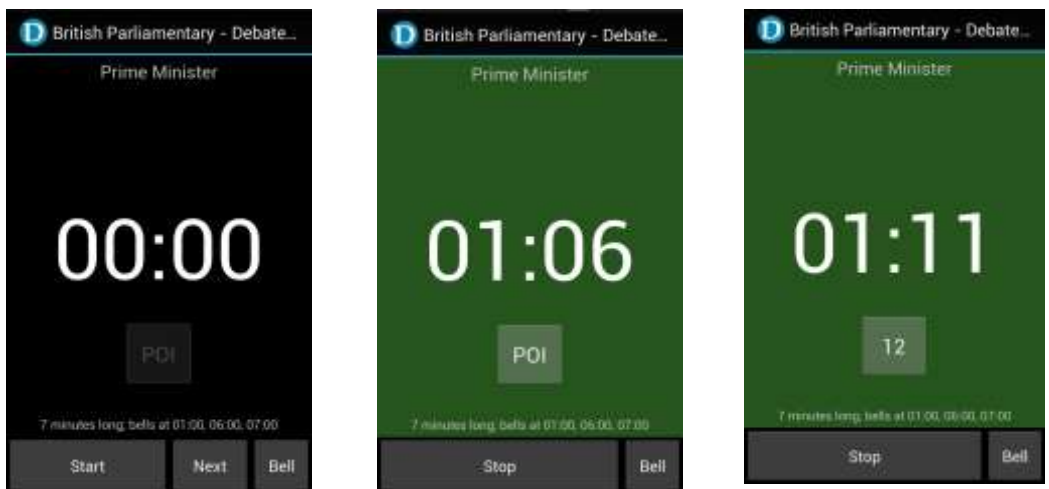 D British Parliamentary - Debate...
Prime Minister
00:00
POI
7 minutes long; bells at 01:00, 06:00, 07:00
Start Next Bell
D British Parliamentary - Debate...
Prime Minister
01:06
POI
7 minutes long; bells at 01:00, 06:00, 07:00
Stop Bell
D British Parliamentary - Debate...
Prime Minister
01:11
12
7 minutes long; bells at 01:00, 06:00, 07:00
Stop Bell